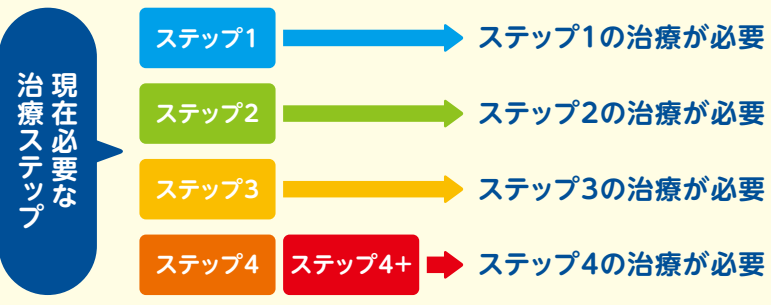 現在必要な
治療ステップ
ステップ1
ステップ1の治療が必要
ステップ2
ステップ2の治療が必要
ステップ3
ステップ3の治療が必要
ステップ4
ステップ4+
ステップ4の治療が必要